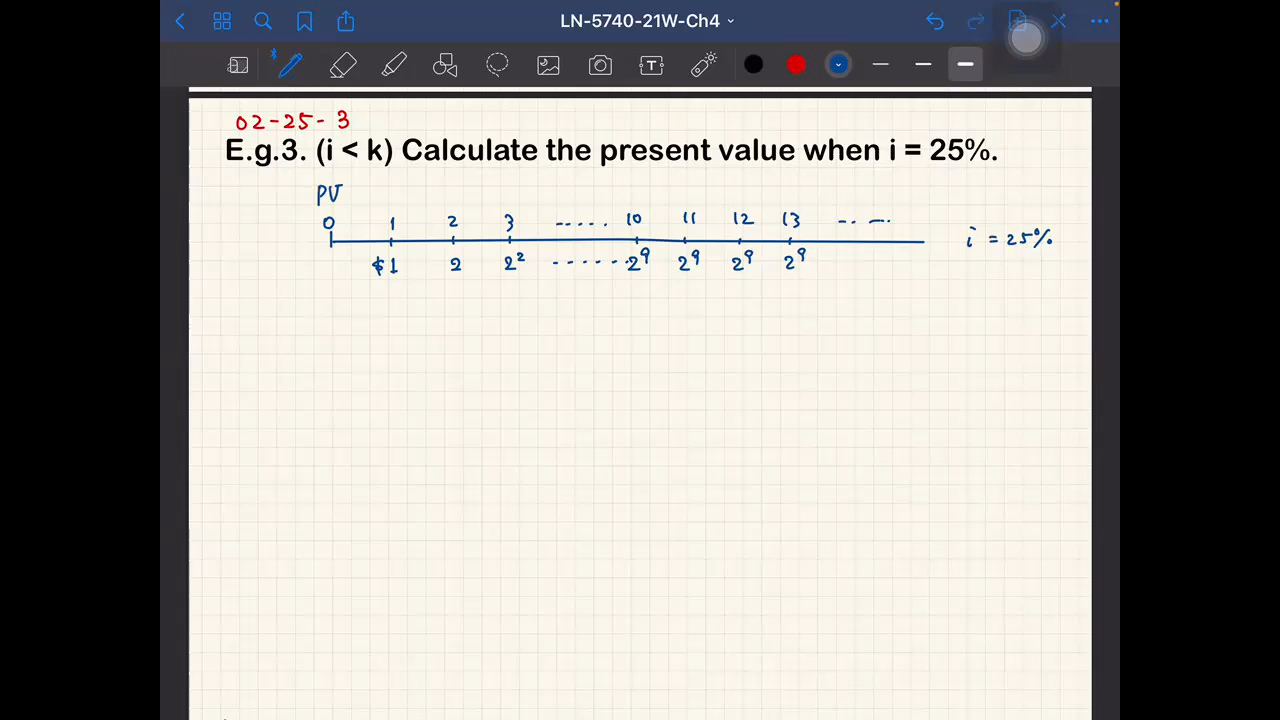 LN-5740-21W-Ch4
02-25-3
E.g.3. (i < k) Calculate the present value when i = 25%.
PV
0 1 2 3 ..... 10 11 12 13 .. ...
i = 25%
$1 2 2² ...... 2⁹ 2⁹ 2⁹ 2⁹